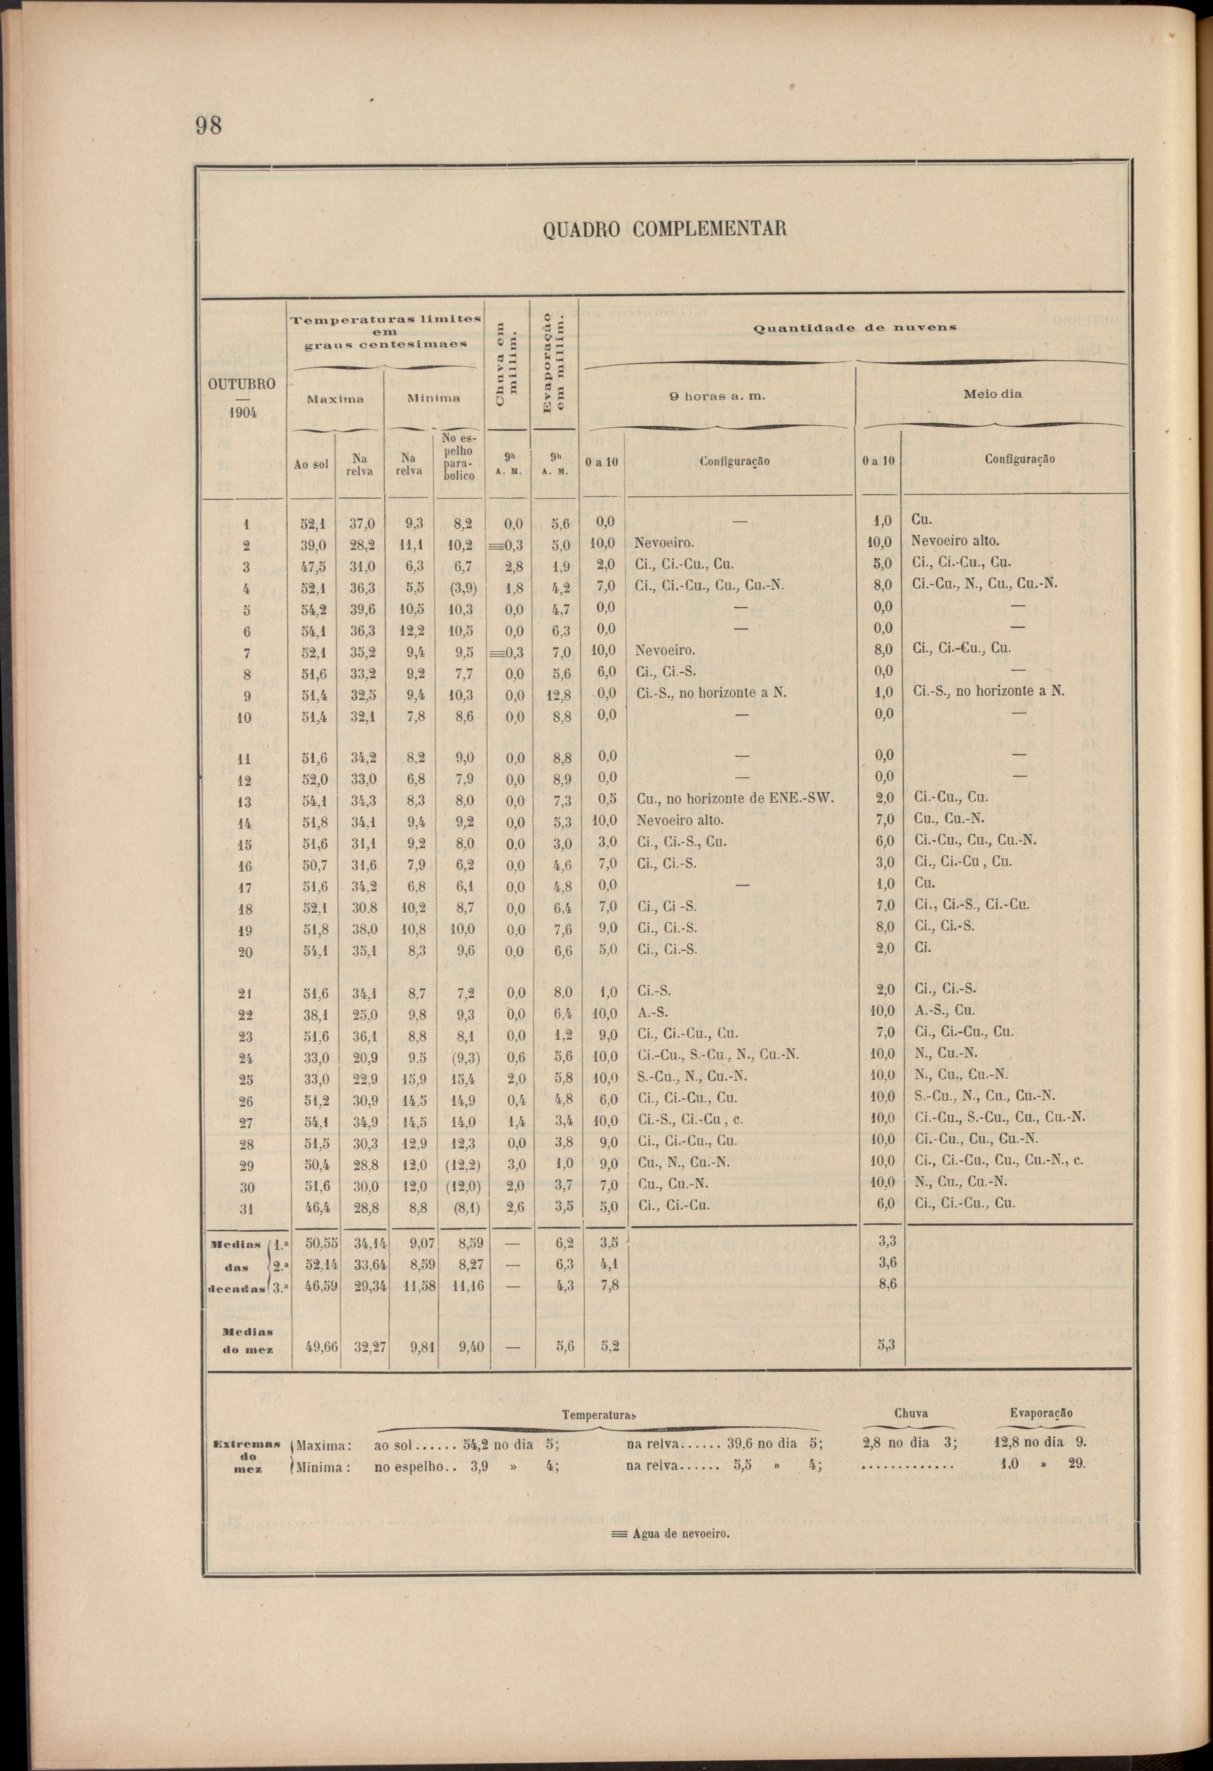 98
QUADRO COMPLEMENTAR
OUTUBRO
—
1904
Temperaturas limites
em
graus centesimaes
Chuva em
millim.
Evaporação
em millim.
Quantidade de nuvens
Maxima Minima 9 horas a. m. Meio dia
Ao sol Na relva Na relva No es-pelho para-bolico 9h A. M. 9h A. M. 0 a 10 Configuração 0 a 10 Configuração
1 52,1 37,0 9,3 8,2 0,0 5,6 0,0 — 1,0 Cu.
2 39,0 28,2 11,1 10,2 ≡0,3 5,0 10,0 Nevoeiro. 10,0 Nevoeiro alto.
3 47,5 31,0 6,3 6,7 2,8 1,9 2,0 Ci., Ci.-Cu., Cu. 5,0 Ci., Ci.-Cu., Cu.
4 52,1 36,3 5,5 (3,9) 1,8 4,2 7,0 Ci., Ci.-Cu., Cu., Cu.-N. 8,0 Ci.-Cu., N., Cu., Cu.-N.
5 54,2 39,6 10,5 10,3 0,0 4,7 0,0 — 0,0 —
6 54,1 36,3 12,2 10,5 0,0 6,3 0,0 — 0,0 —
7 52,1 35,2 9,4 9,5 ≡0,3 7,0 10,0 Nevoeiro. 8,0 Ci., Ci.-Cu., Cu.
8 51,6 33,2 9,2 7,7 0,0 5,6 6,0 Ci., Ci.-S. 0,0 —
9 51,4 32,5 9,4 10,3 0,0 12,8 0,0 Ci.-S., no horizonte a N. 1,0 Ci.-S., no horizonte a N.
10 51,4 32,1 7,8 8,6 0,0 8,8 0,0 — 0,0 —
11 51,6 34,2 8,2 9,0 0,0 8,8 0,0 — 0,0 —
12 52,0 33,0 6,8 7,9 0,0 8,9 0,0 — 0,0 —
13 54,1 34,3 8,3 8,0 0,0 7,3 0,5 Cu., no horizonte de ENE.-SW. 2,0 Ci.-Cu., Cu.
14 51,8 34,1 9,4 9,2 0,0 5,3 10,0 Nevoeiro alto. 7,0 Cu., Cu.-N.
15 51,6 31,1 9,2 8,0 0,0 3,0 3,0 Ci., Ci.-S., Cu. 6,0 Ci.-Cu., Cu., Cu.-N.
16 50,7 31,6 7,9 6,2 0,0 4,6 7,0 Ci., Ci.-S. 3,0 Ci., Ci.-Cu , Cu.
17 51,6 34,2 6,8 6,1 0,0 4,8 0,0 — 1,0 Cu.
18 52,1 30,8 10,2 8,7 0,0 6,4 7,0 Ci., Ci -S. 7,0 Ci., Ci.-S., Ci.-Cu.
19 51,8 38,0 10,8 10,0 0,0 7,6 9,0 Ci., Ci.-S. 8,0 Ci., Ci.-S.
20 54,1 35,1 8,3 9,6 0,0 6,6 5,0 Ci., Ci.-S. 2,0 Ci.
21 51,6 34,1 8,7 7,2 0,0 8,0 1,0 Ci.-S. 2,0 Ci., Ci.-S.
22 38,1 25,0 9,8 9,3 0,0 6,4 10,0 A.-S. 10,0 A.-S., Cu.
23 51,6 36,1 8,8 8,1 0,0 1,2 9,0 Ci., Ci.-Cu., Cu. 7,0 Ci., Ci.-Cu., Cu.
24 33,0 20,9 9,5 (9,3) 0,6 5,6 10,0 Ci.-Cu., S.-Cu., N., Cu.-N. 10,0 N., Cu.-N.
25 33,0 22,9 15,9 15,4 2,0 5,8 10,0 S.-Cu., N., Cu.-N. 10,0 N., Cu., Cu.-N.
26 51,2 30,9 14,5 14,9 0,4 4,8 6,0 Ci., Ci.-Cu., Cu. 10,0 S.-Cu., N., Cu., Cu.-N.
27 54,1 34,9 14,5 14,0 1,4 3,4 10,0 Ci.-S., Ci.-Cu , c. 10,0 Ci.-Cu., S.-Cu., Cu., Cu.-N.
28 51,5 30,3 12,9 12,3 0,0 3,8 9,0 Ci., Ci.-Cu., Cu. 10,0 Ci.-Cu., Cu., Cu.-N.
29 50,4 28,8 12,0 (12,2) 3,0 1,0 9,0 Cu., N., Cu.-N. 10,0 Ci., Ci.-Cu., Cu., Cu.-N., c.
30 51,6 30,0 12,0 (12,0) 2,0 3,7 7,0 Cu., Cu.-N. 10,0 N., Cu., Cu.-N.
31 46,4 28,8 8,8 (8,1) 2,6 3,5 5,0 Ci., Ci.-Cu. 6,0 Ci., Ci.-Cu., Cu.
Medias 1.ª 50,55 34,14 9,07 8,59 — 6,2 3,5 3,3
das 2.ª 52,14 33,64 8,59 8,27 — 6,3 4,1 3,6
decadas 3.ª 46,59 29,34 11,58 11,16 — 4,3 7,8 8,6
Medias
do mez 49,66 32,27 9,81 9,40 — 5,6 5,2 5,3
Temperaturas Chuva Evaporação
Extremas do mez
Maxima: ao sol...... 54,2 no dia 5; na relva...... 39,6 no dia 5; 2,8 no dia 3; 12,8 no dia 9.
Minima: no espelho.. 3,9 » 4; na relva...... 5,5 » 4; ............. 1,0 » 29.
≡ Agua de nevoeiro.